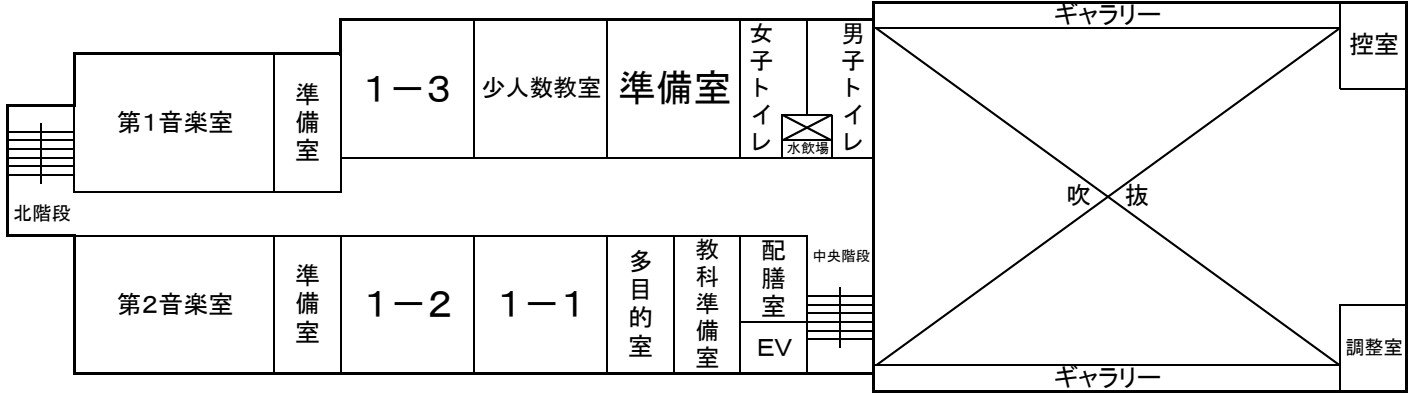 ギャラリー
控室
女子トイレ
男子トイレ
1－3
少人数教室
準備室
準備室
第1音楽室
水飲場
吹抜
北階段
第2音楽室
準備室
1－2
1－1
多目的室
教科準備室
配膳室
中央階段
EV
調整室
ギャラリー